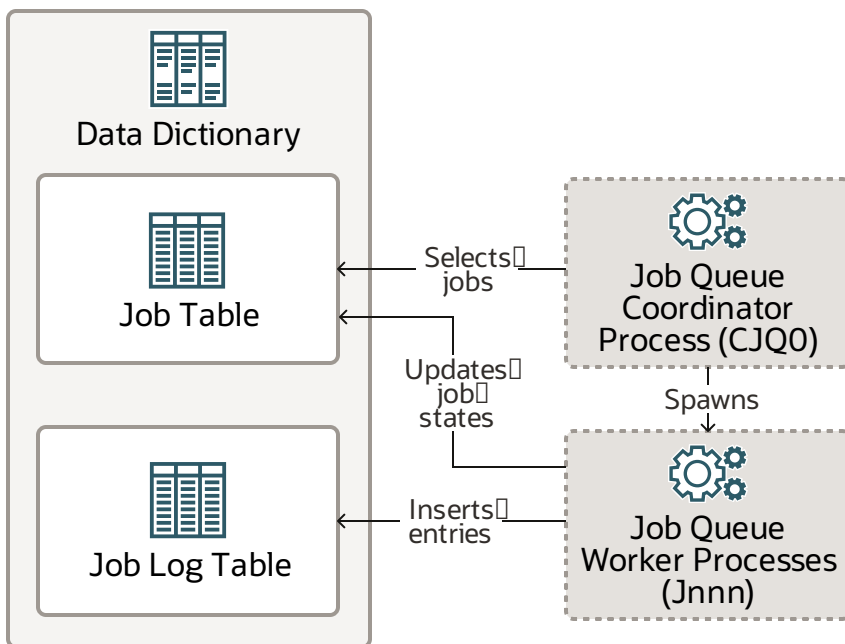 Data Dictionary
Job Table
Job Log Table
Selects
jobs
Updates
job
states
Inserts
entries
Job Queue
Coordinator
Process (CJQ0)
Spawns
Job Queue
Worker Processes
(Jnnn)